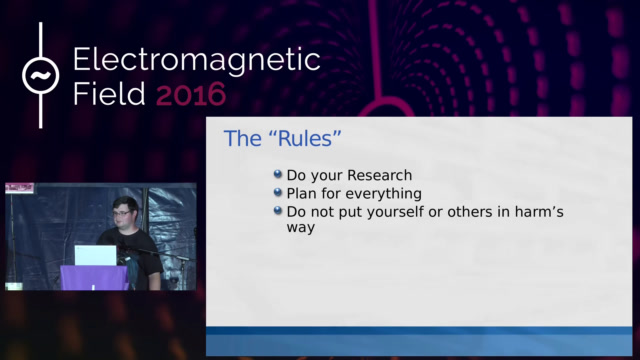 Electromagnetic
Field 2016
The “Rules”
Do your Research
Plan for everything
Do not put yourself or others in harm’s
way